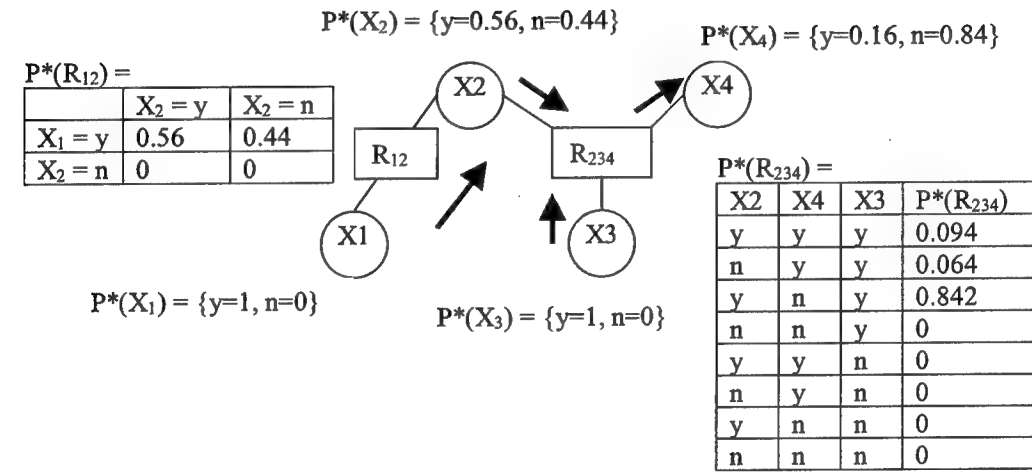 P*(X₂) = {y=0.56, n=0.44}
P*(X₄) = {y=0.16, n=0.84}
P*(R₁₂) =
X₂ = y X₂ = n
X₁ = y 0.56 0.44
X₂ = n 0 0
X2
X4
R₁₂
R₂₃₄
X1
X3
P*(X₁) = {y=1, n=0}
P*(X₃) = {y=1, n=0}
P*(R₂₃₄) =
X2 X4 X3 P*(R₂₃₄)
y y y 0.094
n y y 0.064
y n y 0.842
n n y 0
y y n 0
n y n 0
y n n 0
n n n 0